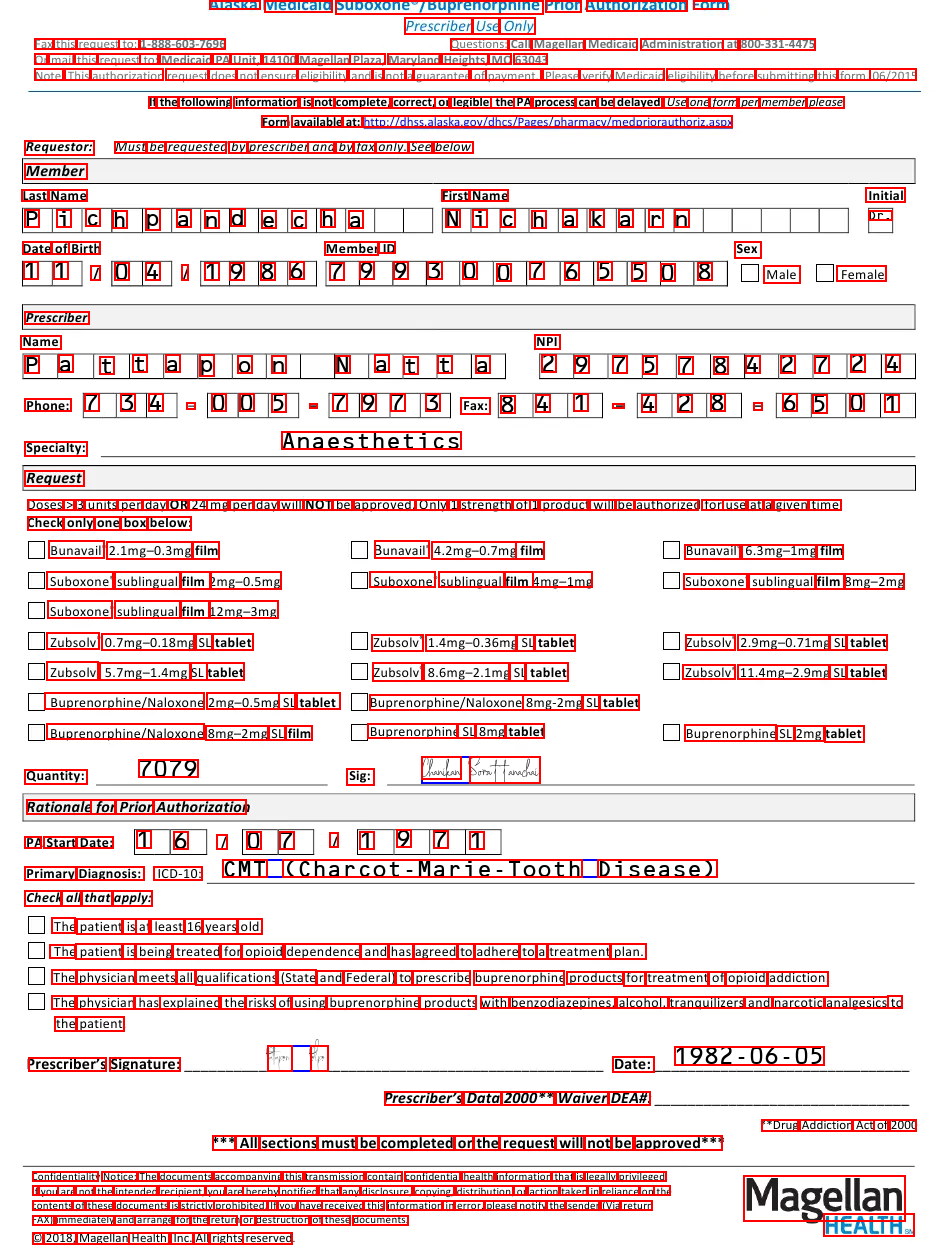 Alaska Medicaid Suboxone®/Buprenorphine Prior Authorization Form
Prescriber Use Only
Fax this request to: 1-888-603-7696 Questions: Call Magellan Medicaid Administration at 800-331-4475
Or mail this request to: Medicaid PA Unit, 14100 Magellan Plaza, Maryland Heights, MO 63043
Note: This authorization request does not ensure eligibility and is not a guarantee of payment. Please verify Medicaid eligibility before submitting this form. 06/2015
If the following information is not complete, correct, or legible the PA process can be delayed Use one form per member please
Form available at: http://dhss.alaska.gov/dhcs/Pages/pharmacy/medpriorauthoriz.aspx
Requestor: Must be requested by prescriber and by fax only. See below
Member
Last Name First Name Initial
Pichpandecha Nichakarn Dr.
Date of Birth Member ID Sex
11/04/1986 799300765508 Male Female
Prescriber
Name NPI
Pattapon Natta 29757842724
Phone: 734-005-7973 Fax: 841-428-6501
Specialty: Anaesthetics
Request
Doses > 3 units per day OR 24 mg per day will NOT be approved. Only 1 strength of 1 product will be authorized for use at a given time
Check only one box below:
Bunavail® 2.1mg–0.3mg film Bunavail® 4.2mg–0.7mg film Bunavail® 6.3mg–1mg film
Suboxone® sublingual film 2mg–0.5mg Suboxone® sublingual film 4mg–1mg Suboxone® sublingual film 8mg–2mg
Suboxone® sublingual film 12mg–3mg
Zubsolv® 0.7mg–0.18mg SL tablet Zubsolv® 1.4mg–0.36mg SL tablet Zubsolv® 2.9mg–0.71mg SL tablet
Zubsolv® 5.7mg–1.4mg SL tablet Zubsolv® 8.6mg–2.1mg SL tablet Zubsolv® 11.4mg–2.9mg SL tablet
Buprenorphine/Naloxone 2mg–0.5mg SL tablet Buprenorphine/Naloxone 8mg-2mg SL tablet
Buprenorphine/Naloxone 8mg–2mg SL film Buprenorphine SL 8mg tablet Buprenorphine SL 2mg tablet
Quantity: 7079 Sig: Chanikan Sorattanachai
Rationale for Prior Authorization
PA Start Date: 16/07/1971
Primary Diagnosis: ICD-10: CMT (Charcot-Marie-Tooth Disease)
Check all that apply:
The patient is at least 16 years old.
The patient is being treated for opioid dependence and has agreed to adhere to a treatment plan.
The physician meets all qualifications (State and Federal) to prescribe buprenorphine products for treatment of opioid addiction
The physician has explained the risks of using buprenorphine products with benzodiazepines, alcohol, tranquilizers and narcotic analgesics to
the patient
Prescriber's Signature: Date: 1982-06-05
Prescriber's Data 2000** Waiver DEA#.
**Drug Addiction Act of 2000
*** All sections must be completed or the request will not be approved***
Confidentiality Notice: The documents accompanying this transmission contain confidential health information that is legally privileged.
If you are not the intended recipient, you are hereby notified that any disclosure, copying, distribution or action taken in reliance on the
contents of these documents is strictly prohibited. If you have received this information in error, please notify the sender (Via return
FAX) immediately and arrange for the return or destruction of these documents.
© 2018, Magellan Health, Inc. All rights reserved.
Magellan
HEALTH